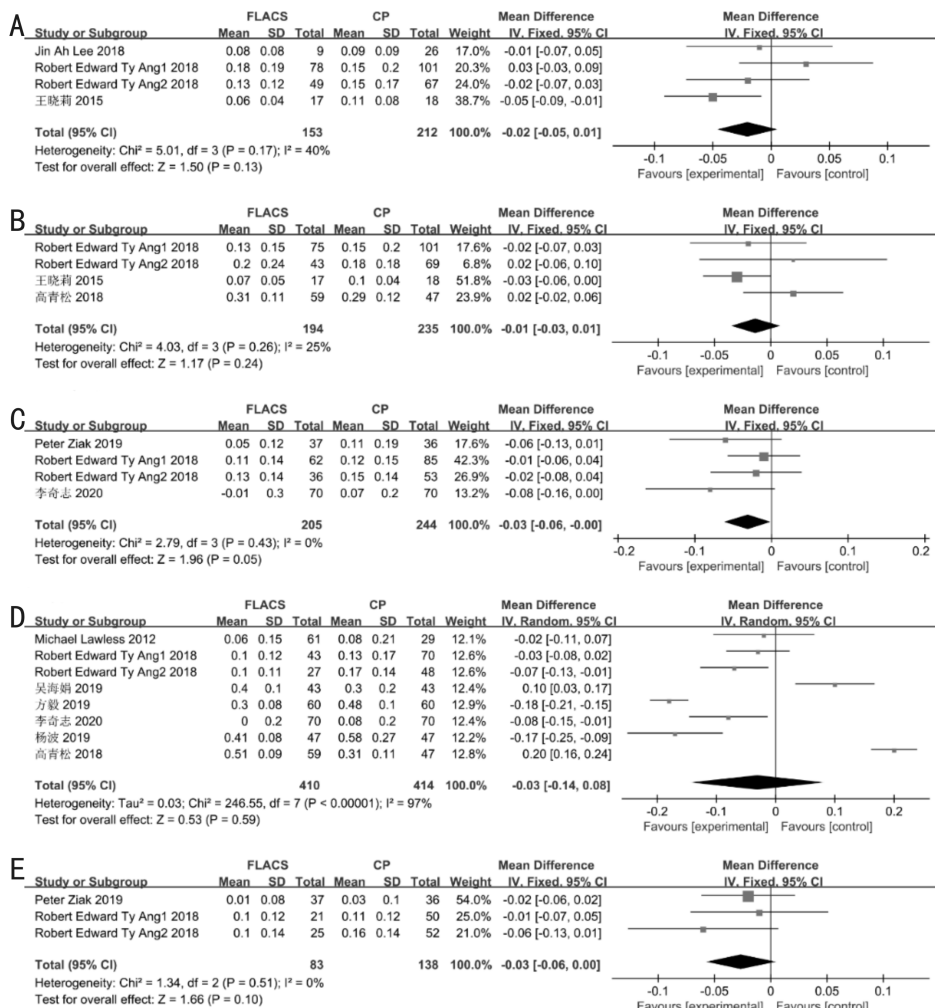 A
FLACS CP Mean Difference Mean Difference
Study or Subgroup Mean SD Total Mean SD Total Weight IV. Fixed. 95% CI IV. Fixed. 95% CI
Jin Ah Lee 2018 0.08 0.08 9 0.09 0.09 26 17.0% -0.01 [-0.07, 0.05]
Robert Edward Ty Ang1 2018 0.18 0.19 78 0.15 0.2 101 20.3% 0.03 [-0.03, 0.09]
Robert Edward Ty Ang2 2018 0.13 0.12 49 0.15 0.17 67 24.0% -0.02 [-0.07, 0.03]
王晓莉 2015 0.06 0.04 17 0.11 0.08 18 38.7% -0.05 [-0.09, -0.01]
Total (95% CI) 153 212 100.0% -0.02 [-0.05, 0.01]
Heterogeneity: Chi² = 5.01, df = 3 (P = 0.17); I² = 40%
Test for overall effect: Z = 1.50 (P = 0.13)
-0.1 -0.05 0 0.05 0.1
Favours [experimental] Favours [control]
B
FLACS CP Mean Difference Mean Difference
Study or Subgroup Mean SD Total Mean SD Total Weight IV. Fixed. 95% CI IV. Fixed. 95% CI
Robert Edward Ty Ang1 2018 0.13 0.15 75 0.15 0.2 101 17.6% -0.02 [-0.07, 0.03]
Robert Edward Ty Ang2 2018 0.2 0.24 43 0.18 0.18 69 6.8% 0.02 [-0.06, 0.10]
王晓莉 2015 0.07 0.05 17 0.1 0.04 18 51.8% -0.03 [-0.06, 0.00]
高青松 2018 0.31 0.11 59 0.29 0.12 47 23.9% 0.02 [-0.02, 0.06]
Total (95% CI) 194 235 100.0% -0.01 [-0.03, 0.01]
Heterogeneity: Chi² = 4.03, df = 3 (P = 0.26); I² = 25%
Test for overall effect: Z = 1.17 (P = 0.24)
-0.1 -0.05 0 0.05 0.1
Favours [experimental] Favours [control]
C
FLACS CP Mean Difference Mean Difference
Study or Subgroup Mean SD Total Mean SD Total Weight IV. Fixed. 95% CI IV. Fixed. 95% CI
Peter Ziak 2019 0.05 0.12 37 0.11 0.19 36 17.6% -0.06 [-0.13, 0.01]
Robert Edward Ty Ang1 2018 0.11 0.14 62 0.12 0.15 85 42.3% -0.01 [-0.06, 0.04]
Robert Edward Ty Ang2 2018 0.13 0.14 36 0.15 0.14 53 26.9% -0.02 [-0.08, 0.04]
李奇志 2020 -0.01 0.3 70 0.07 0.2 70 13.2% -0.08 [-0.16, 0.00]
Total (95% CI) 205 244 100.0% -0.03 [-0.06, -0.00]
Heterogeneity: Chi² = 2.79, df = 3 (P = 0.43); I² = 0%
Test for overall effect: Z = 1.96 (P = 0.05)
-0.2 -0.1 0 0.1 0.2
Favours [experimental] Favours [control]
D
FLACS CP Mean Difference Mean Difference
Study or Subgroup Mean SD Total Mean SD Total Weight IV. Random. 95% CI IV. Random. 95% CI
Michael Lawless 2012 0.06 0.15 61 0.08 0.21 29 12.1% -0.02 [-0.11, 0.07]
Robert Edward Ty Ang1 2018 0.1 0.12 43 0.13 0.17 70 12.6% -0.03 [-0.08, 0.02]
Robert Edward Ty Ang2 2018 0.1 0.11 27 0.17 0.14 48 12.6% -0.07 [-0.13, -0.01]
吴海娟 2019 0.4 0.1 43 0.3 0.2 43 12.4% 0.10 [0.03, 0.17]
方毅 2019 0.3 0.08 60 0.48 0.1 60 12.9% -0.18 [-0.21, -0.15]
李奇志 2020 0 0.2 70 0.08 0.2 70 12.4% -0.08 [-0.15, -0.01]
杨波 2019 0.41 0.08 47 0.58 0.27 47 12.2% -0.17 [-0.25, -0.09]
高青松 2018 0.51 0.09 59 0.31 0.11 47 12.8% 0.20 [0.16, 0.24]
Total (95% CI) 410 414 100.0% -0.03 [-0.14, 0.08]
Heterogeneity: Tau² = 0.03; Chi² = 246.55, df = 7 (P < 0.00001); I² = 97%
Test for overall effect: Z = 0.53 (P = 0.59)
-0.2 -0.1 0 0.1 0.2
Favours [experimental] Favours [control]
E
FLACS CP Mean Difference Mean Difference
Study or Subgroup Mean SD Total Mean SD Total Weight IV. Fixed. 95% CI IV. Fixed. 95% CI
Peter Ziak 2019 0.01 0.08 37 0.03 0.1 36 54.0% -0.02 [-0.06, 0.02]
Robert Edward Ty Ang1 2018 0.1 0.12 21 0.11 0.12 50 25.0% -0.01 [-0.07, 0.05]
Robert Edward Ty Ang2 2018 0.1 0.14 25 0.16 0.14 52 21.0% -0.06 [-0.13, 0.01]
Total (95% CI) 83 138 100.0% -0.03 [-0.06, 0.00]
Heterogeneity: Chi² = 1.34, df = 2 (P = 0.51); I² = 0%
Test for overall effect: Z = 1.66 (P = 0.10)
-0.1 -0.05 0 0.05 0.1
Favours [experimental] Favours [control]